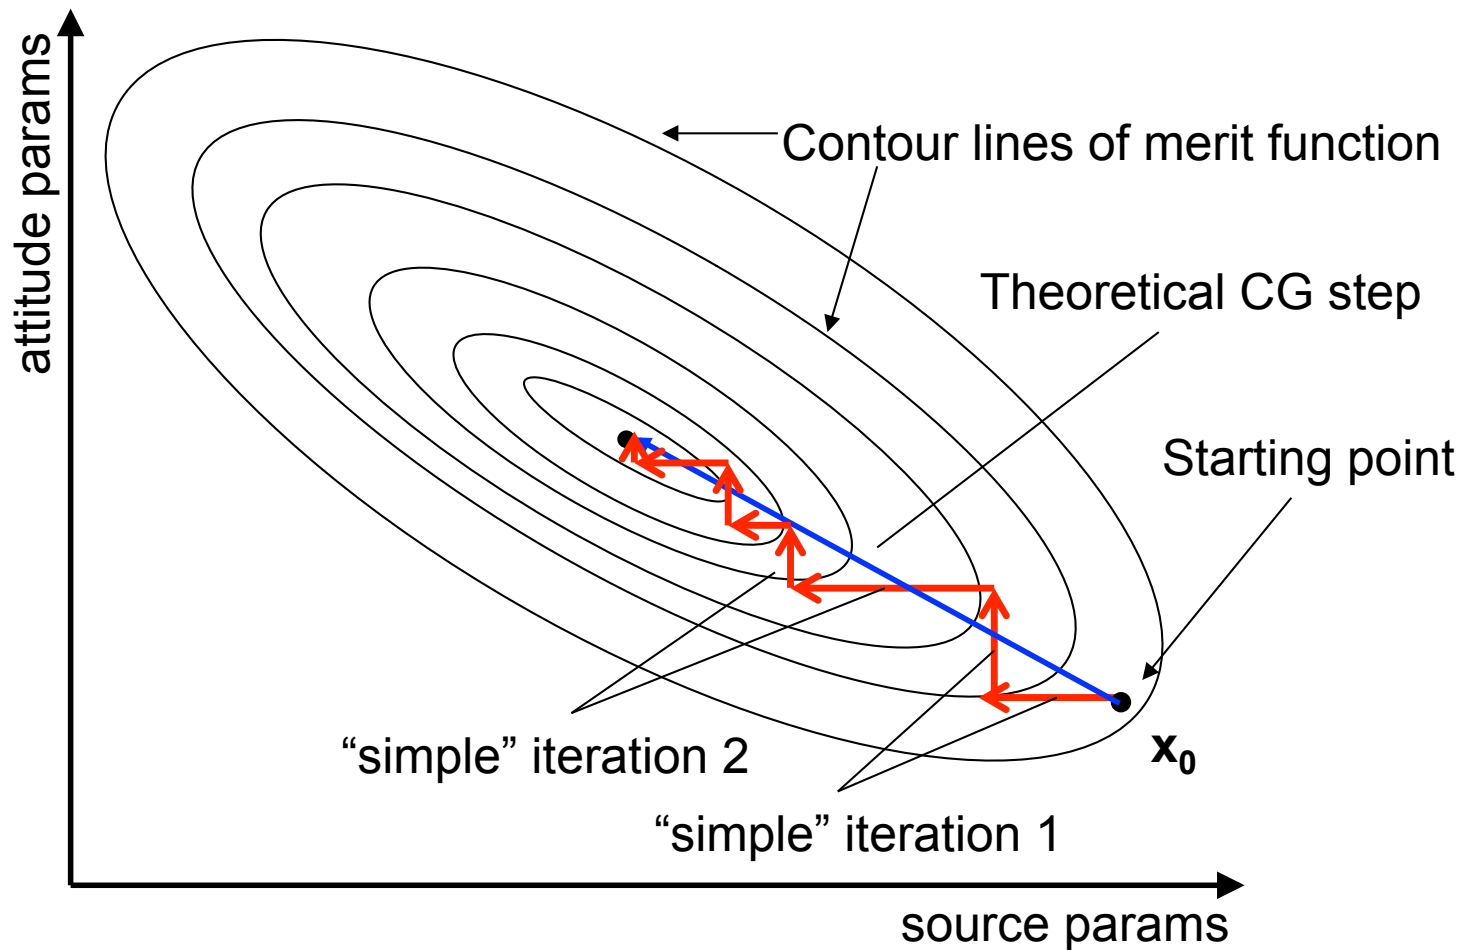 attitude params
Contour lines of merit function
Theoretical CG step
Starting point
x₀
“simple” iteration 2
“simple” iteration 1
source params